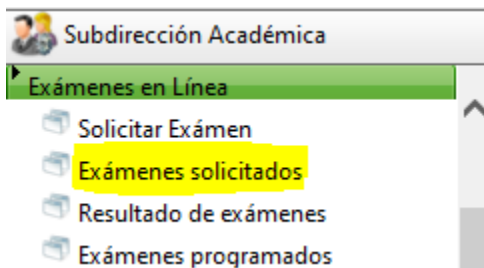 Subdirección Académica
Exámenes en Línea
Solicitar Exámen
Exámenes solicitados
Resultado de exámenes
Exámenes programados